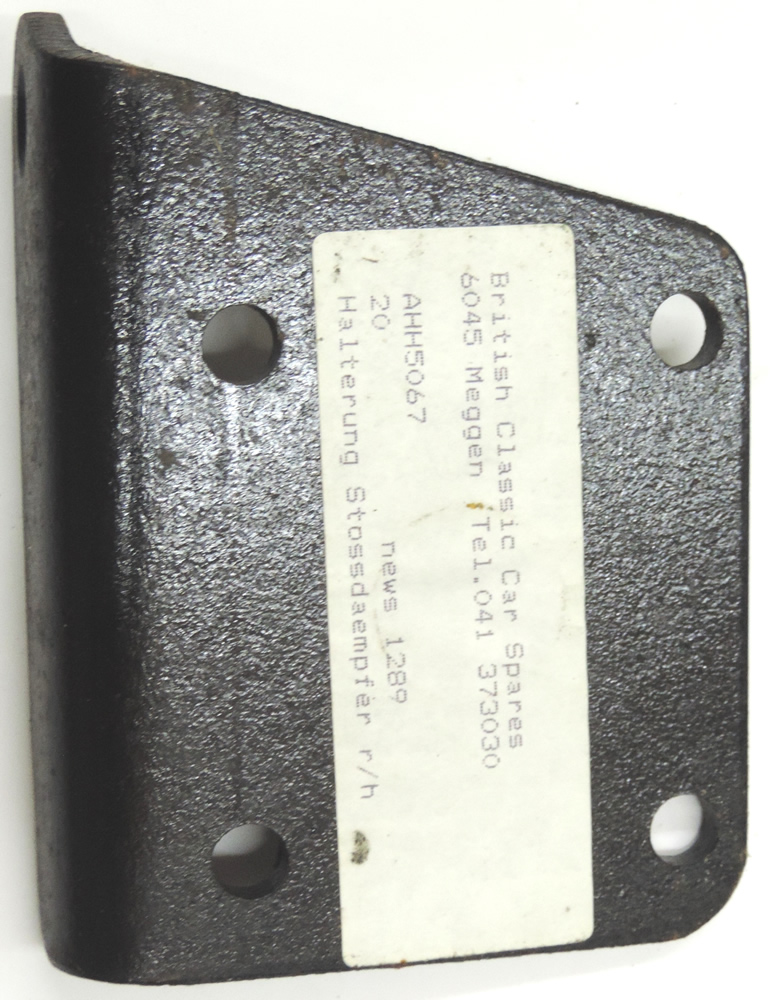 British Classic Car Spares
6045 Meggen Tel.041 373030
AHH5067
20 news 1289
Halterung Stossdaempfer r/h